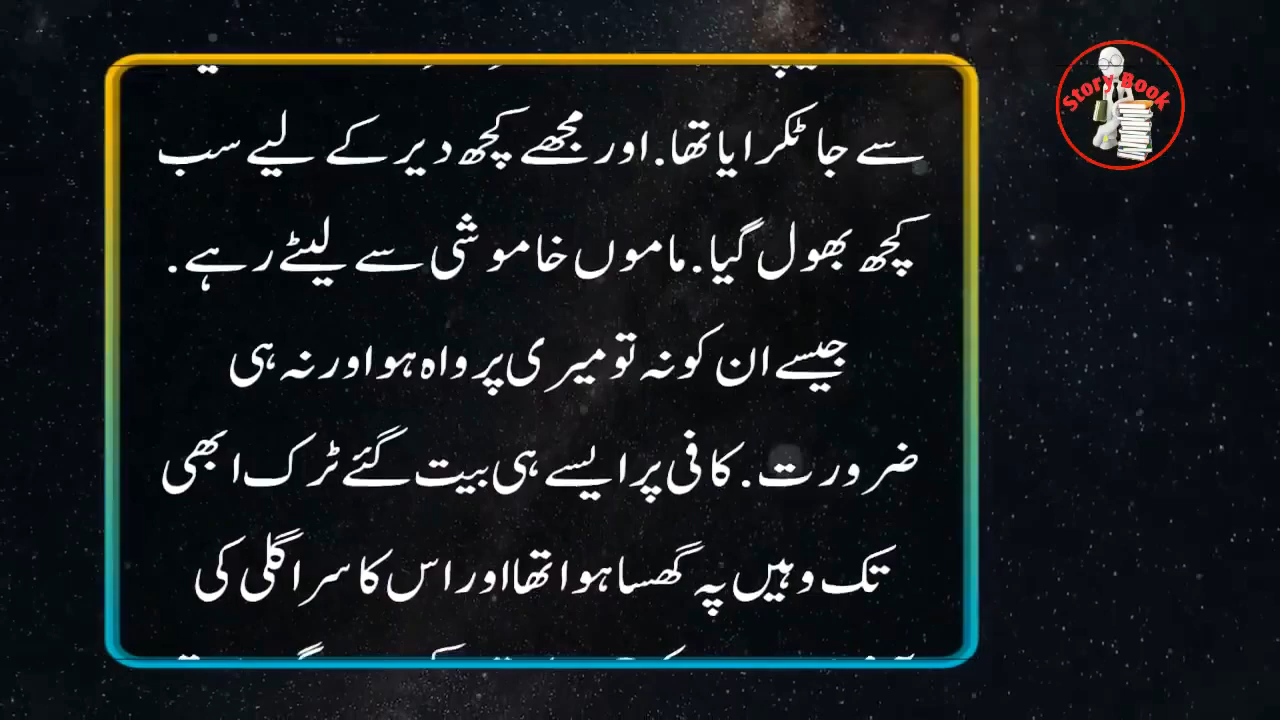 سے جا ٹکرایا تھا. اور مجھے کچھ دیر کے لیے سب
کچھ بھول گیا. ماموں خاموشی سے لیٹے رہے.
جیسے ان کو نہ تو میری پرواہ ہو اور نہ ہی
ضرورت. کافی پر ایسے ہی بیت گئے ٹرک ابھی
تک وہیں پہ گھسا ہوا تھا اور اس کا سرا گلی کی
Story Book